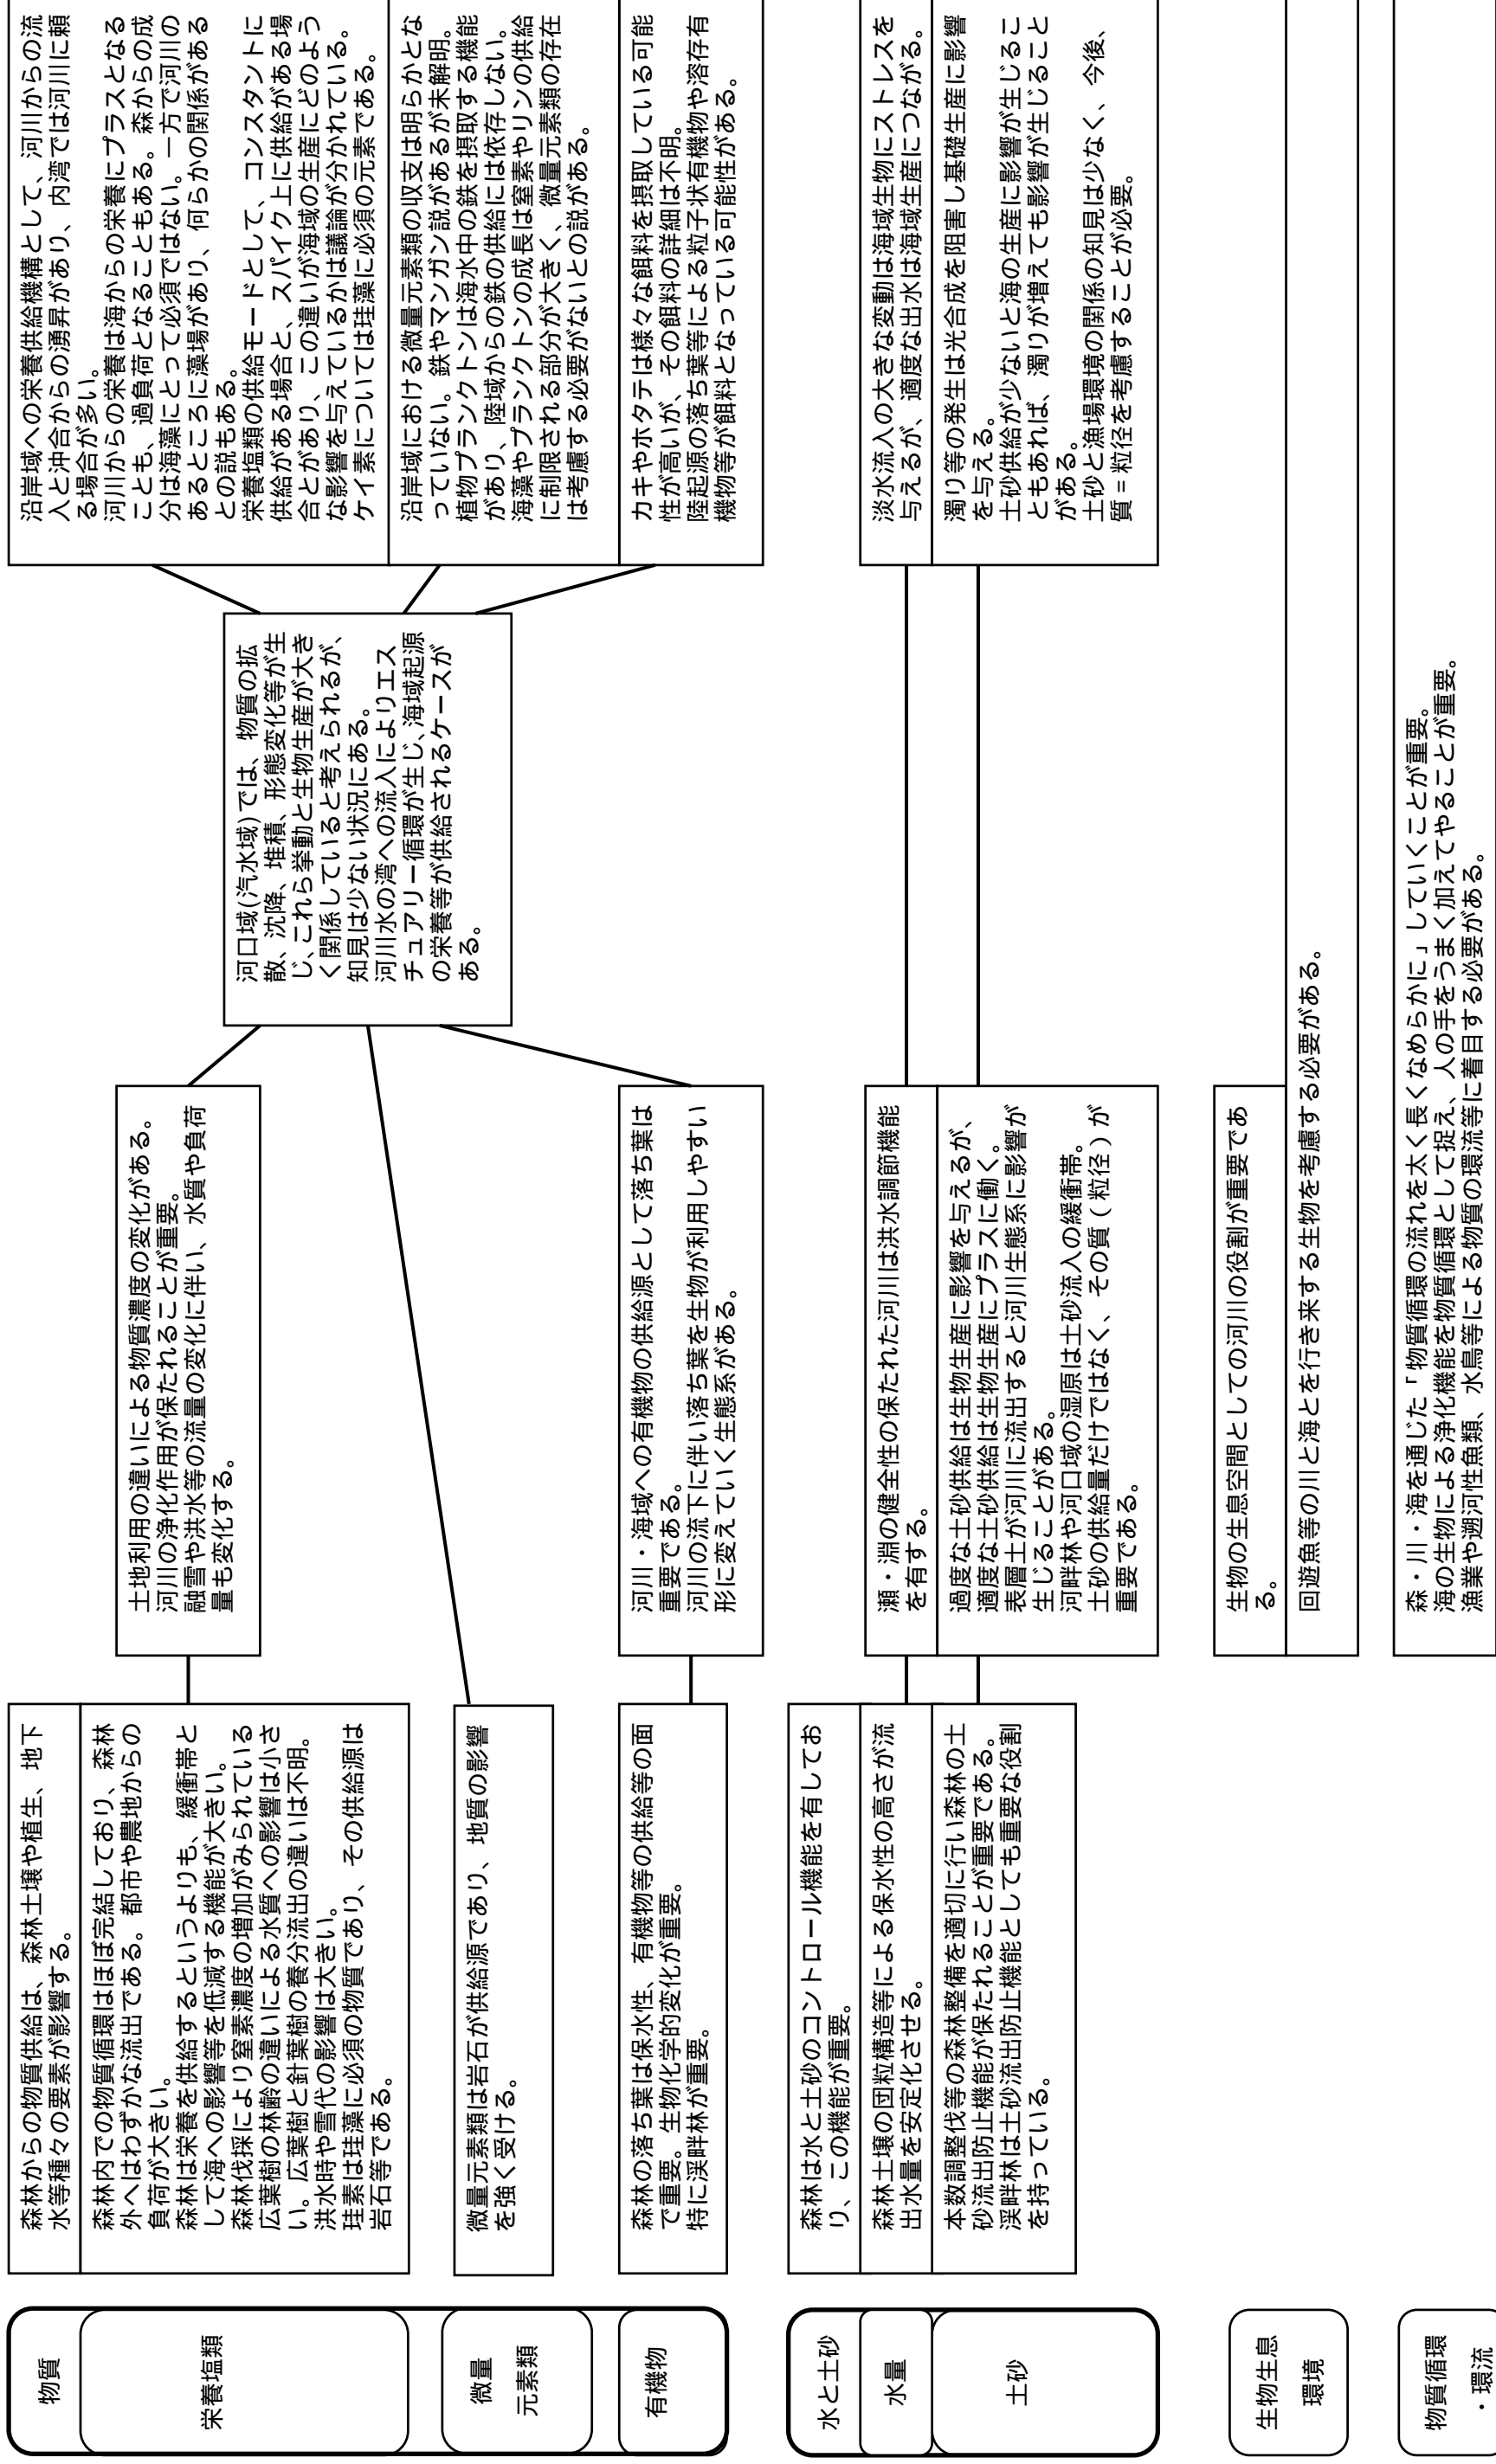 物質
森林からの物質供給は、森林土壌や植生、地下
水等種々の要素が影響する。
栄養塩類
森林内での物質循環はほぼ完結しており、森林
外へはわずかな流出である。都市や農地からの
負荷が大きい。
森林は栄養を供給するというよりも、緩衝帯と
して海への影響等を低減する機能が大きい。
森林伐採により窒素濃度の増加がみられている
広葉樹の林齢の違いによる水質への影響は小さ
い。広葉樹と針葉樹の養分流出の違いは不明。
洪水時や雪代の影響は大きい。
珪素は珪藻に必須の物質であり、その供給源は
岩石等である。
土地利用の違いによる物質濃度の変化がある。
河川の浄化作用が保たれることが重要。
融雪や洪水等の流量の変化に伴い、水質や負荷
量も変化する。
河口域(汽水域)では、物質の拡
散、沈降、堆積、形態変化等が生
じ、これら挙動と生物生産が大き
く関係していると考えられるが、
知見は少ない状況にある。
河川水の湾への流入によりエス
チュアリー循環が生じ、海域起源
の栄養等が供給されるケースが
ある。
沿岸域への栄養供給機構として、河川からの流
入と沖合からの湧昇があり、内湾では河川に頼
る場合が多い。
河川からの栄養は海からの栄養にプラスとなる
ことも、過負荷となることもある。森からの成
分は海藻にとって必須ではない。一方で河川の
あるところに藻場があり、何らかの関係がある
との説もある。
栄養塩類の供給モードとして、コンスタントに
供給がある場合と、スパイク上に供給がある場
合とがあり、この違いが海域の生産にどのよう
な影響を与えているかは議論が分かれている。
ケイ素については珪藻に必須の元素である。
微量
元素類
微量元素類は岩石が供給源であり、地質の影響
を強く受ける。
沿岸域における微量元素類の収支は明らかとな
っていない。鉄やマンガン説があるが未解明。
植物プランクトンは海水中の鉄を摂取する機能
があり、陸域からの鉄の供給には依存しない。
海藻やプランクトンの成長は窒素やリンの供給
に制限される部分が大きく、微量元素類の存在
は考慮する必要がないとの説がある。
有機物
森林の落ち葉は保水性、有機物等の供給等の面
で重要。生物化学的変化が重要。
特に渓畔林が重要。
河川・海域への有機物の供給源として落ち葉は
重要である。
河川の流下に伴い落ち葉を生物が利用しやすい
形に変えていく生態系がある。
カキやホタテは様々な餌料を摂取している可能
性が高いが、その餌料の詳細は不明。
陸起源の落ち葉等による粒子状有機物や溶存有
機物等が餌料となっている可能性がある。
水と土砂
森林は水と土砂のコントロール機能を有してお
り、この機能が重要。
水量
森林土壌の団粒構造等による保水性の高さが流
出水量を安定化させる。
瀬・淵の健全性の保たれた河川は洪水調節機能
を有する。
淡水流入の大きな変動は海域生物にストレスを
与えるが、適度な出水は海域生産につながる。
土砂
本数調整伐等の森林整備を適切に行い森林の土
砂流出防止機能が保たれることが重要である。
渓畔林は土砂流出防止機能としても重要な役割
を持っている。
過度な土砂供給は生物生産に影響を与えるが、
適度な土砂供給は生物生産にプラスに働く。
表層土が河川に流出すると河川生態系に影響が
生じることがある。
河畔林や河口域の湿原は土砂流入の緩衝帯。
土砂の供給量だけではなく、その質（粒径）が
重要である。
濁り等の発生は光合成を阻害し基礎生産に影響
を与える。
土砂供給が少ないと海の生産に影響が生じるこ
ともあれば、濁りが増えても影響が生じること
がある。
土砂と漁場環境の関係の知見は少なく、今後、
質＝粒径を考慮することが必要。
生物生息
環境
生物の生息空間としての河川の役割が重要であ
る。
回遊魚等の川と海とを行き来する生物を考慮する必要がある。
物質循環
・環流
森・川・海を通じた「物質循環の流れを太く長くなめらかに」していくことが重要。
海の生物による浄化機能を物質循環として捉え、人の手をうまく加えてやることが重要。
漁業や遡河性魚類、水鳥等による物質の環流等に着目する必要がある。